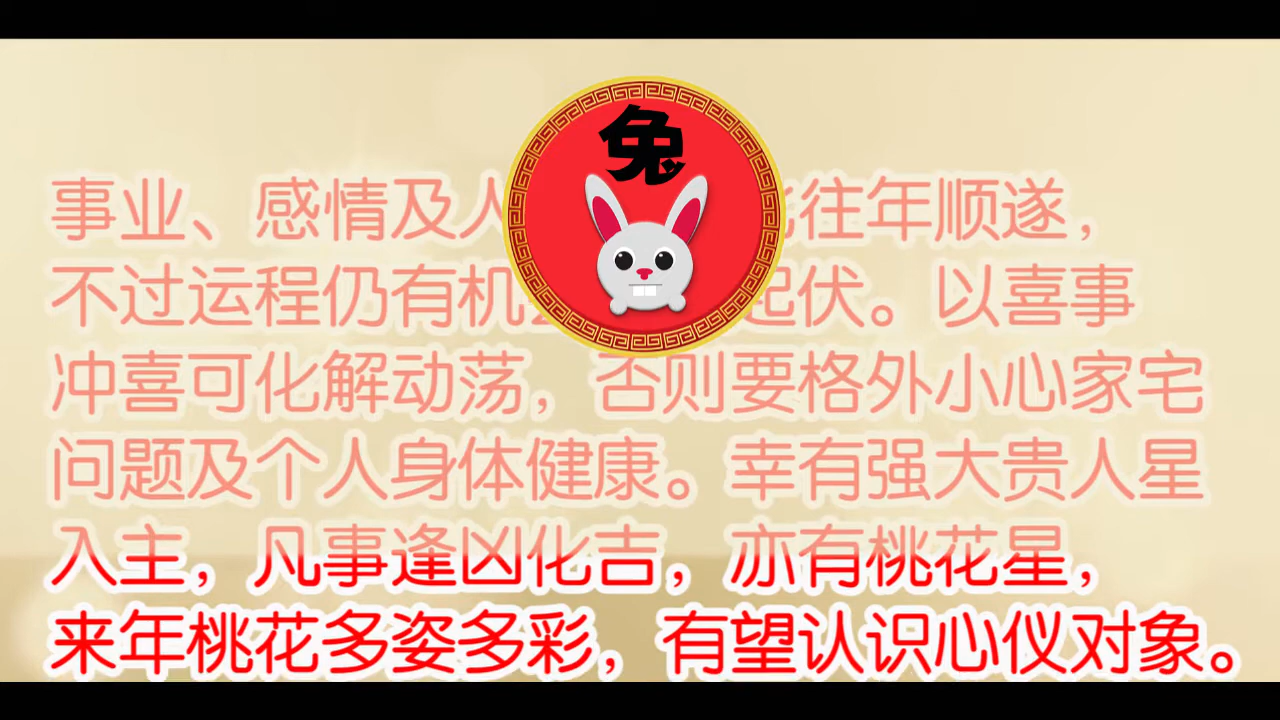 兔
事业、感情及人往年顺遂，
不过运程仍有机起伏。以喜事
冲喜可化解动荡，否则要格外小心家宅
问题及个人身体健康。幸有强大贵人星
入主，凡事逢凶化吉，亦有桃花星，
来年桃花多姿多彩，有望认识心仪对象。